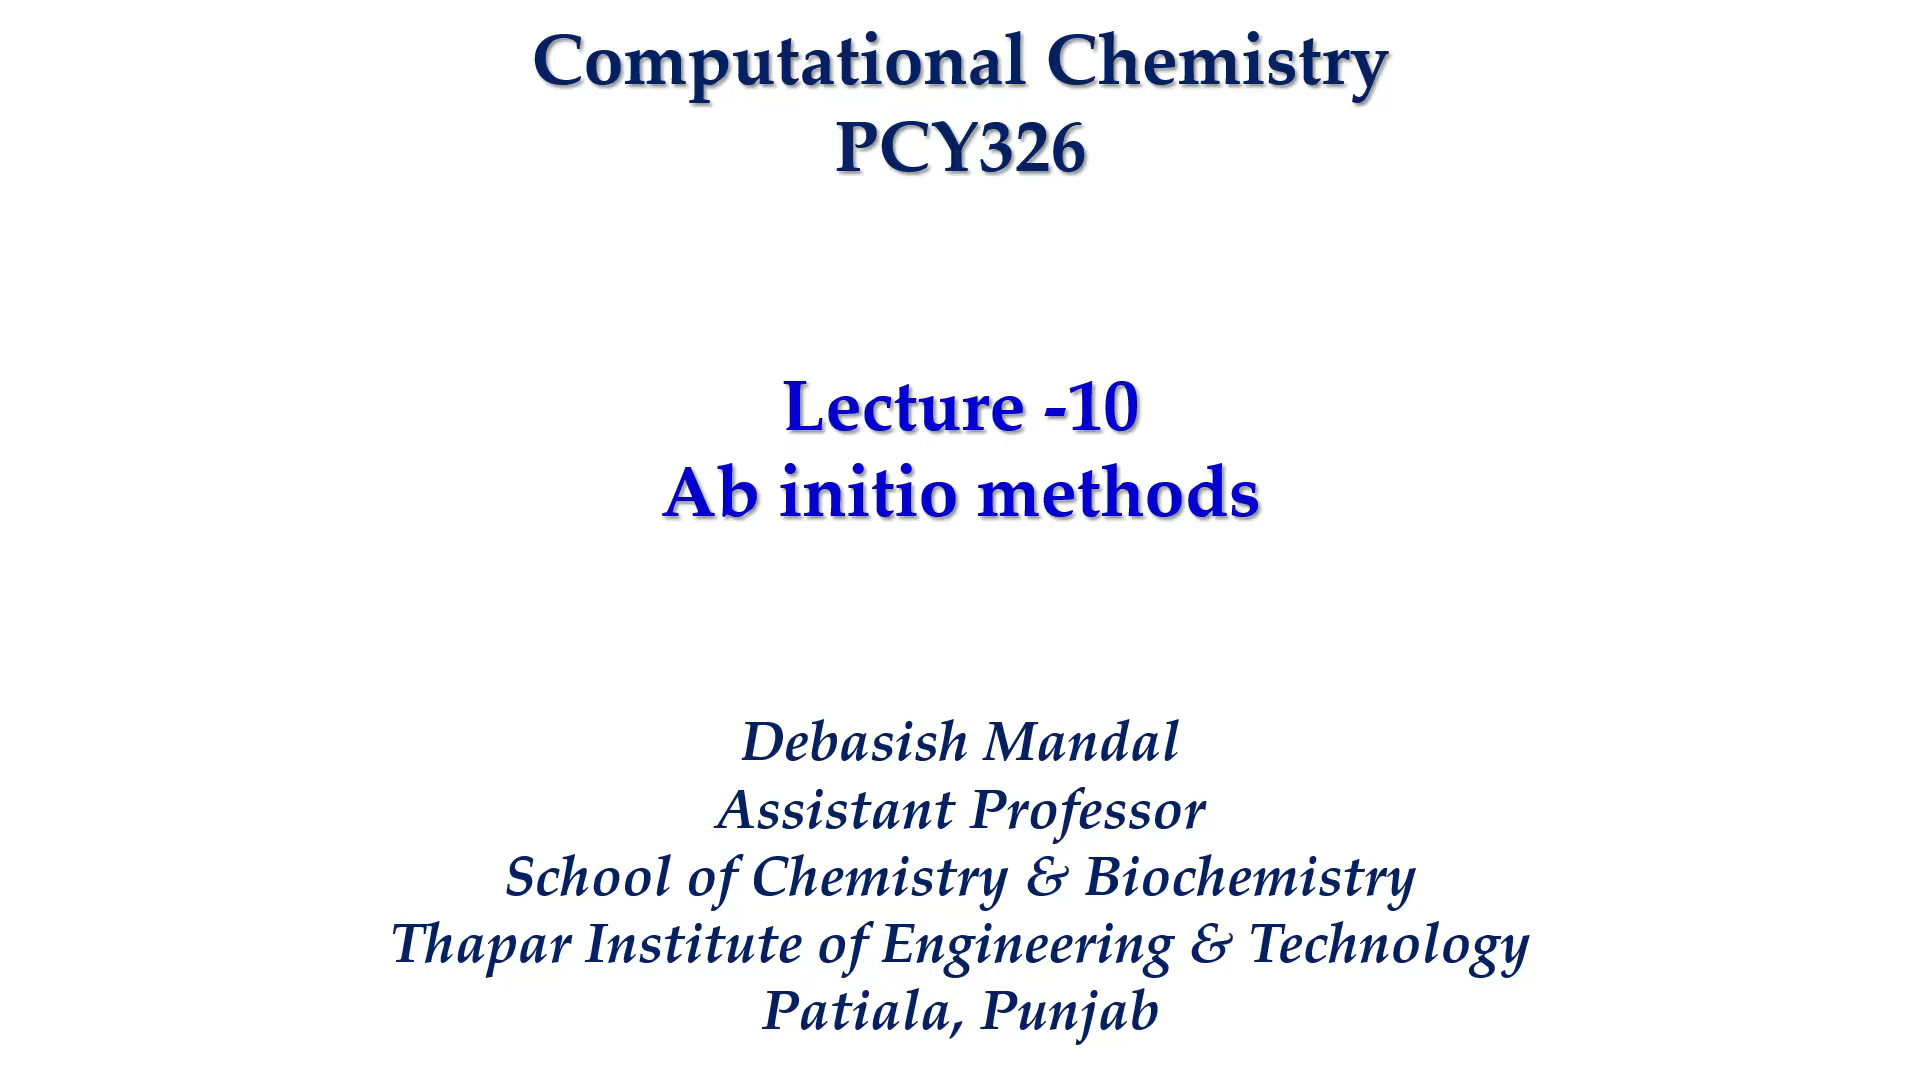 Computational Chemistry
PCY326
Lecture -10
Ab initio methods
Debasish Mandal
Assistant Professor
School of Chemistry & Biochemistry
Thapar Institute of Engineering & Technology
Patiala, Punjab